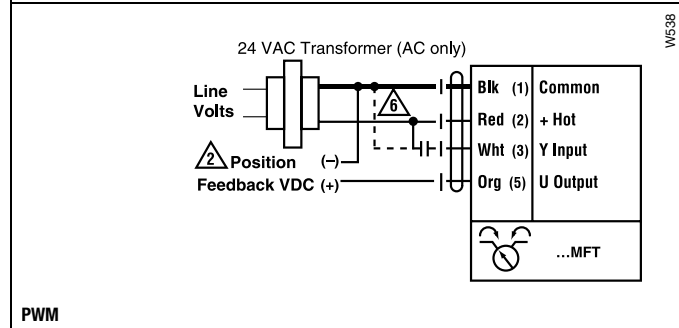 W538
24 VAC Transformer (AC only)
Line
Volts
6
Blk (1) Common
Red (2) + Hot
Wht (3) Y Input
2 Position (–)
Feedback VDC (+)
Org (5) U Output
...MFT
PWM